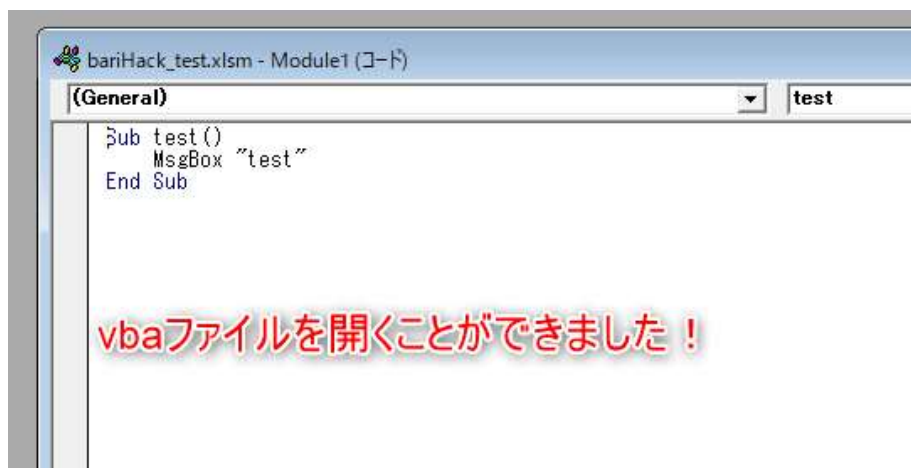 bariHack_test.xlsm - Module1 (コード)
(General)
test
Sub test()
MsgBox "test"
End Sub
vbaファイルを開くことができました！